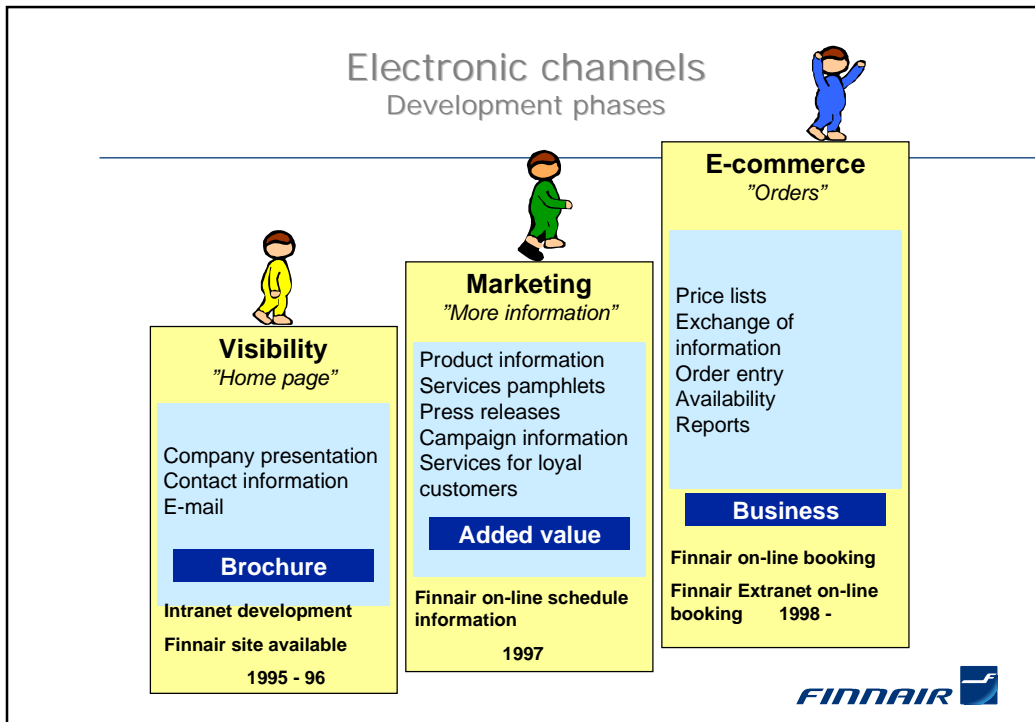 Electronic channels
Development phases
Visibility
"Home page"
Company presentation
Contact information
E-mail
Brochure
Intranet development
Finnair site available
1995 - 96
Marketing
"More information"
Product information
Services pamphlets
Press releases
Campaign information
Services for loyal
customers
Added value
Finnair on-line schedule
information
1997
E-commerce
"Orders"
Price lists
Exchange of
information
Order entry
Availability
Reports
Business
Finnair on-line booking
Finnair Extranet on-line
booking 1998 -
FINNAIR